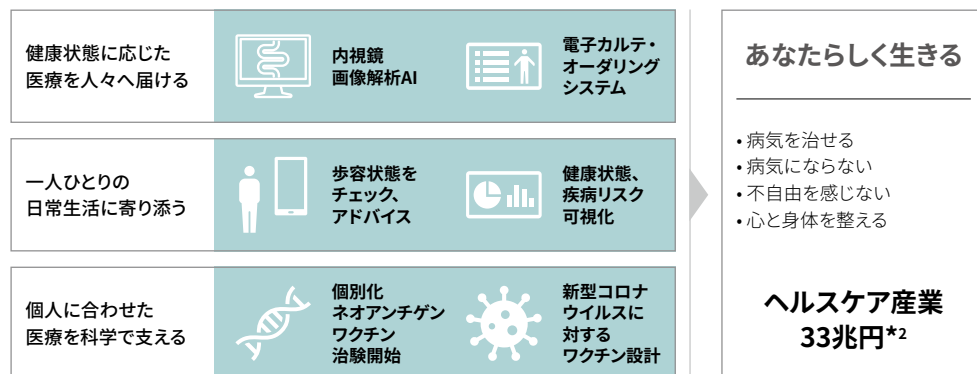 健康状態に応じた
医療を人々へ届ける
内視鏡
画像解析AI
電子カルテ・
オーダリング
システム
一人ひとりの
日常生活に寄り添う
歩容状態を
チェック、
アドバイス
健康状態、
疾病リスク
可視化
個人に合わせた
医療を科学で支える
個別化
ネオアンチゲン
ワクチン
治験開始
新型コロナ
ウイルスに
対する
ワクチン設計
あなたらしく生きる
• 病気を治せる
• 病気にならない
• 不自由を感じない
• 心と身体を整える
ヘルスケア産業
33兆円*2